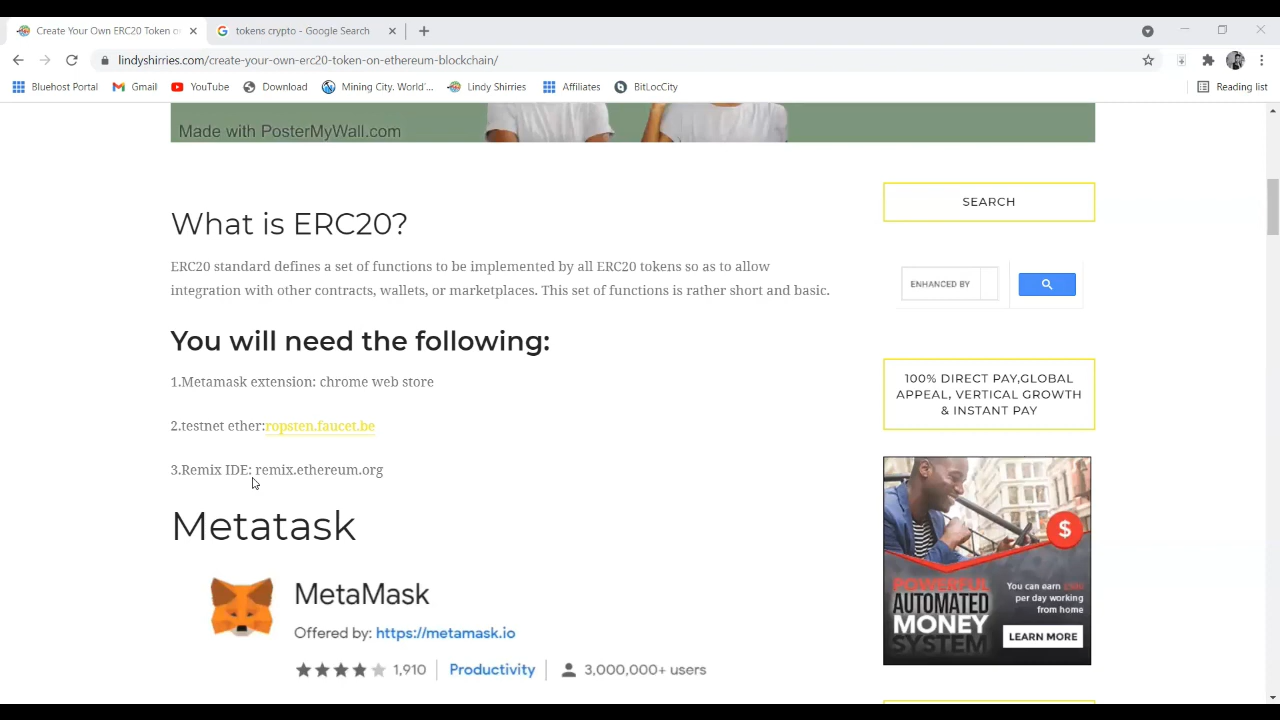 Create Your Own ERC20 Token o
tokens crypto - Google Search
lindyshirries.com/create-your-own-erc20-token-on-ethereum-blockchain/
Bluehost Portal
Gmail
YouTube
Download
Mining City. World'...
Lindy Shirries
Affiliates
BitLocCity
Reading list
Made with PosterMyWall.com
What is ERC20?
ERC20 standard defines a set of functions to be implemented by all ERC20 tokens so as to allow
integration with other contracts, wallets, or marketplaces. This set of functions is rather short and basic.
You will need the following:
1.Metamask extension: chrome web store
2.testnet ether:ropsten.faucet.be
3.Remix IDE: remix.ethereum.org
Metatask
MetaMask
Offered by: https://metamask.io
1,910
Productivity
3,000,000+ users
SEARCH
ENHANCED BY
100% DIRECT PAY,GLOBAL
APPEAL, VERTICAL GROWTH
& INSTANT PAY
$
POWERFUL
AUTOMATED
MONEY
SYSTEM
You can earn
per day working
from home
LEARN MORE